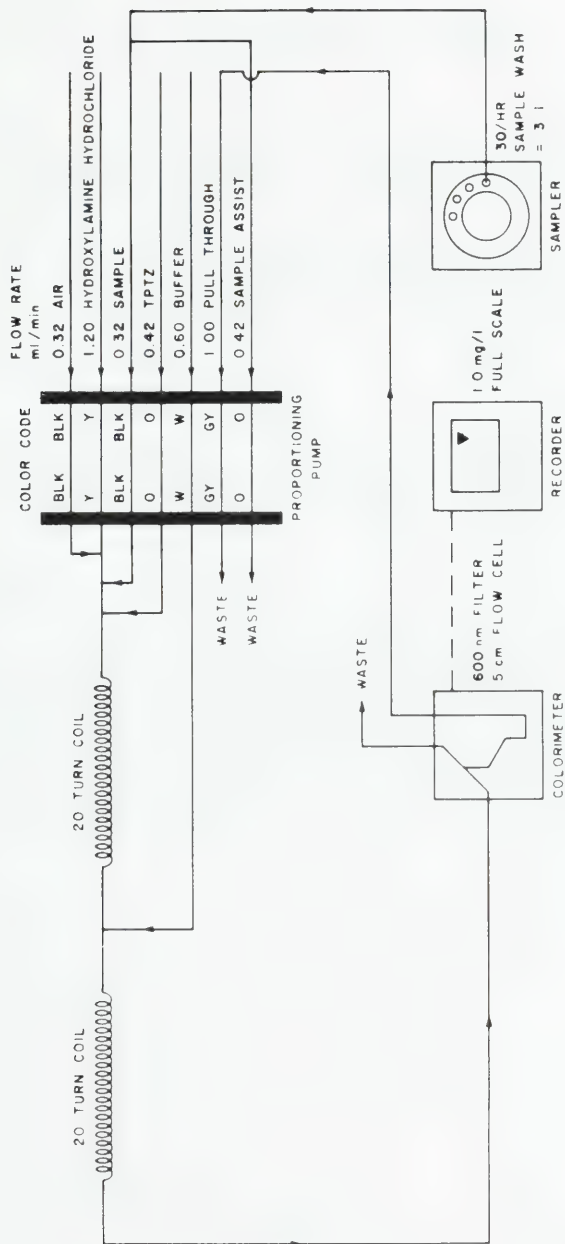 20 TURN COIL
20 TURN COIL
COLOR CODE
FLOW RATE
ml/min
BLK BLK 0.32 AIR
Y Y 1.20 HYDROXYLAMINE HYDROCHLORIDE
BLK BLK 0.32 SAMPLE
O O 0.42 TPTZ
W W 0.60 BUFFER
GY GY 1.00 PULL THROUGH
O O 0.42 SAMPLE ASSIST
WASTE
WASTE
PROPORTIONING
PUMP
WASTE
600 nm FILTER
5 cm FLOW CELL
COLORIMETER
1.0 mg/l
FULL SCALE
RECORDER
30/HR
SAMPLE WASH
= 3 1
SAMPLER